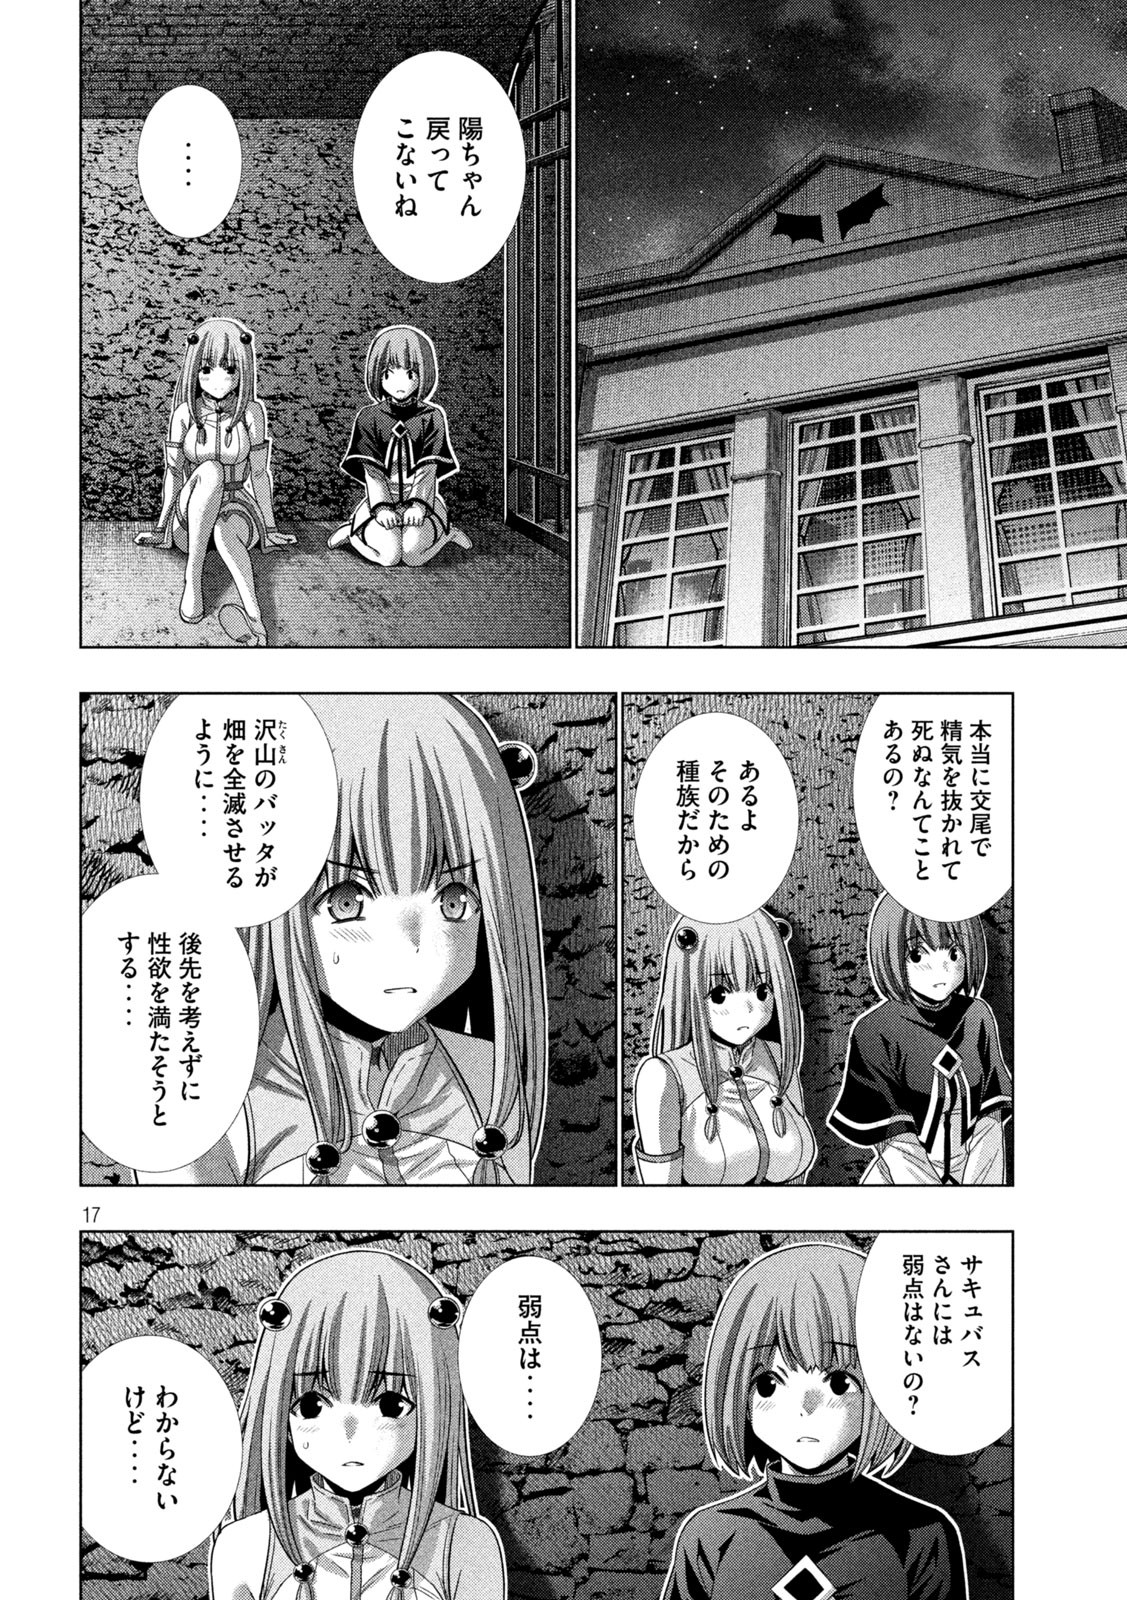 陽ちゃん
戻って
こないね
・・・・
本当に交尾で
精気を抜かれて
死ぬなんてこと
あるの?
あるよ
そのための
種族だから
沢山のバッタが
たくさん
畑を全滅させる
ように・・・・
後先を考えずに
性欲を満たそうと
する・・・・
17
サキュバス
さんには
弱点はないの?
弱点は・・・・
わからない
けど・・・・